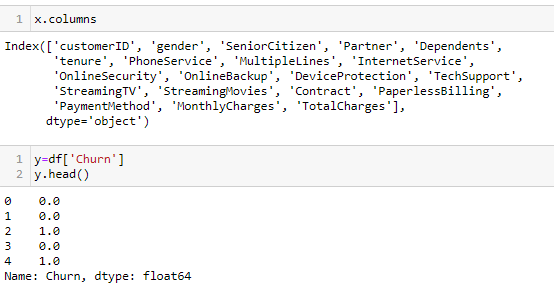 1 x.columns
Index(['customerID', 'gender', 'SeniorCitizen', 'Partner', 'Dependents',
'tenure', 'PhoneService', 'MultipleLines', 'InternetService',
'OnlineSecurity', 'OnlineBackup', 'DeviceProtection', 'TechSupport',
'StreamingTV', 'StreamingMovies', 'Contract', 'PaperlessBilling',
'PaymentMethod', 'MonthlyCharges', 'TotalCharges'],
dtype='object')
1 y=df['Churn']
2 y.head()
0 0.0
1 0.0
2 1.0
3 0.0
4 1.0
Name: Churn, dtype: float64